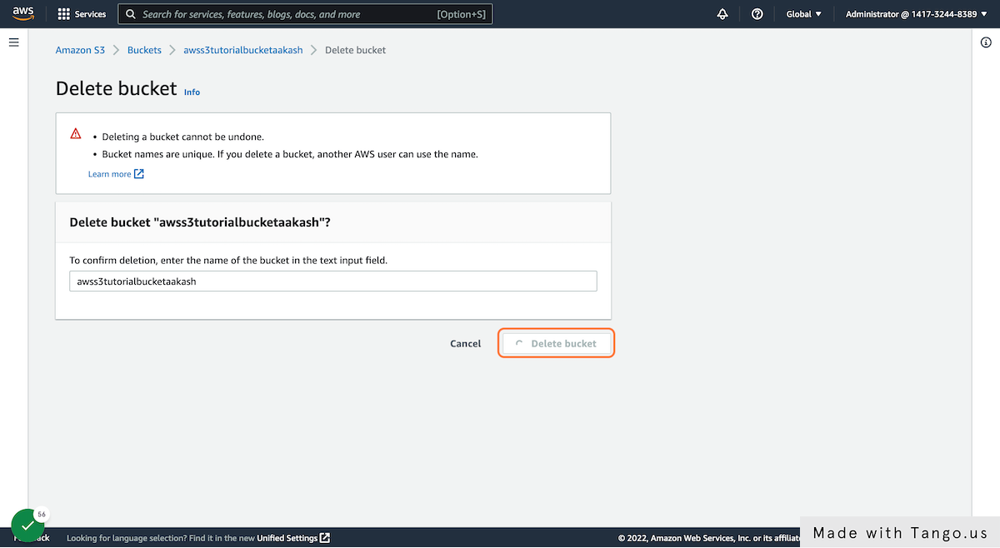 aws Services Search for services, features, blogs, docs, and more [Option+S] Global ▼ Administrator @ 1417-3244-8389 ▼
Amazon S3 > Buckets > awss3tutorialbucketaakash > Delete bucket
Delete bucket Info
• Deleting a bucket cannot be undone.
• Bucket names are unique. If you delete a bucket, another AWS user can use the name.
Learn more
Delete bucket "awss3tutorialbucketaakash"?
To confirm deletion, enter the name of the bucket in the text input field.
awss3tutorialbucketaakash
Cancel Delete bucket
56
Looking for language selection? Find it in the new Unified Settings © 2022, Amazon Web Services, Inc. or its
Made with Tango.us